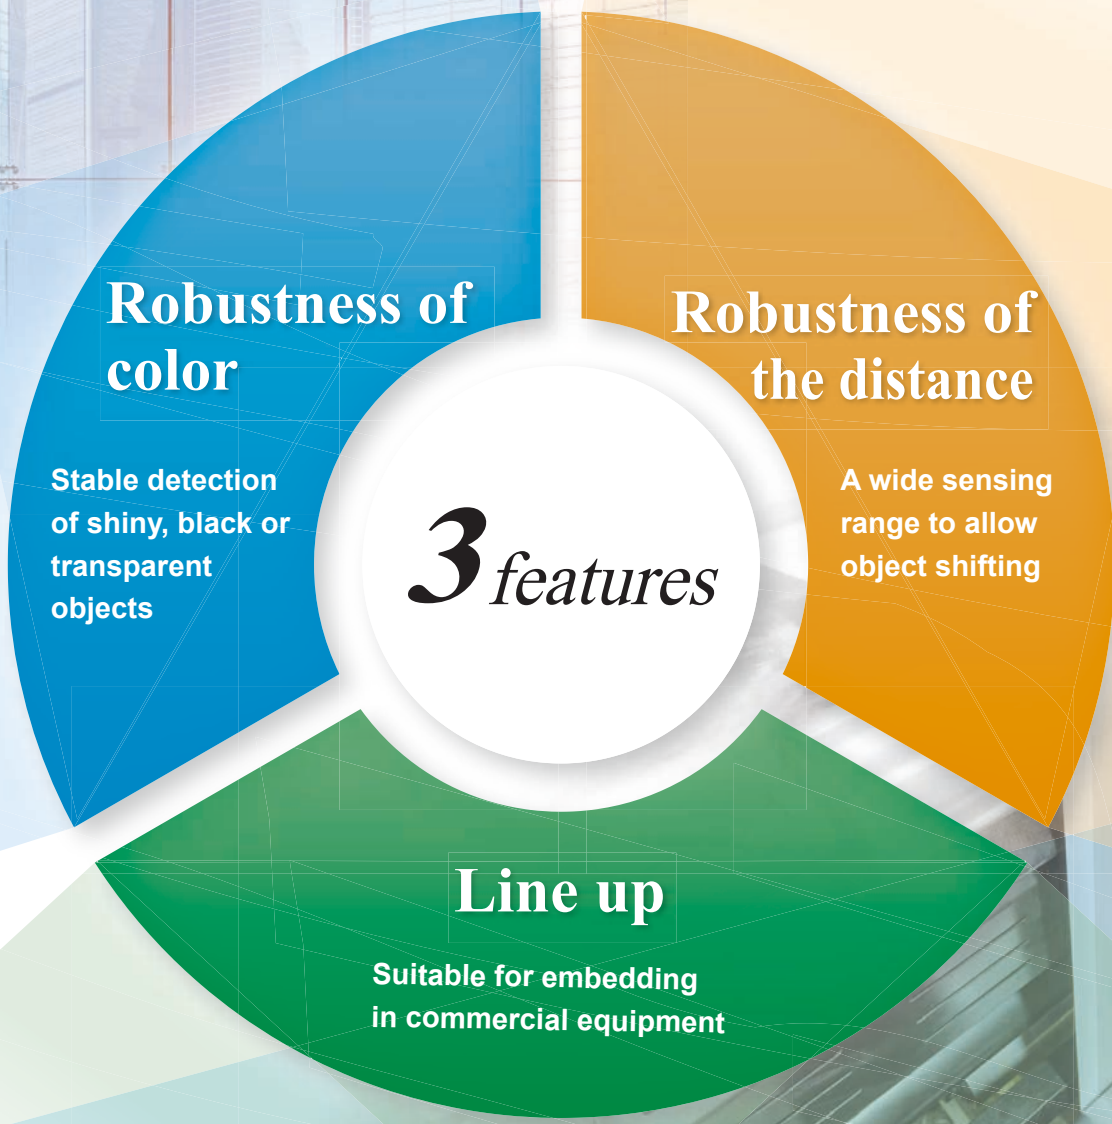 Robustness of
color
Stable detection
of shiny, black or
transparent
objects
Robustness of
the distance
A wide sensing
range to allow
object shifting
3 features
Line up
Suitable for embedding
in commercial equipment